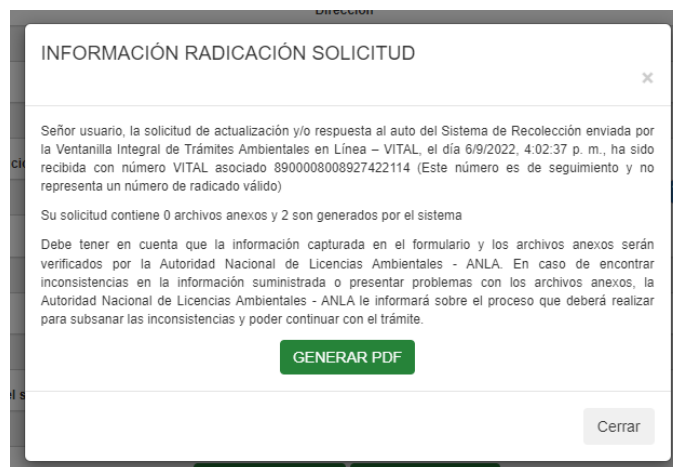 Dirección
INFORMACIÓN RADICACIÓN SOLICITUD
×
Señor usuario, la solicitud de actualización y/o respuesta al auto del Sistema de Recolección enviada por
la Ventanilla Integral de Trámites Ambientales en Línea – VITAL, el día 6/9/2022, 4:02:37 p. m., ha sido
recibida con número VITAL asociado 8900008008927422114 (Este número es de seguimiento y no
representa un número de radicado válido)
Su solicitud contiene 0 archivos anexos y 2 son generados por el sistema
Debe tener en cuenta que la información capturada en el formulario y los archivos anexos serán
verificados por la Autoridad Nacional de Licencias Ambientales - ANLA. En caso de encontrar
inconsistencias en la información suministrada o presentar problemas con los archivos anexos, la
Autoridad Nacional de Licencias Ambientales - ANLA le informará sobre el proceso que deberá realizar
para subsanar las inconsistencias y poder continuar con el trámite.
GENERAR PDF
Cerrar